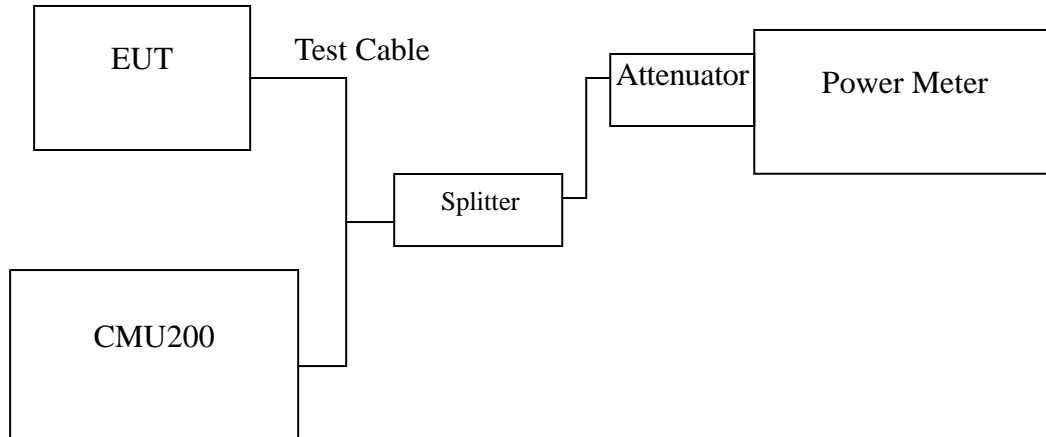 EUT
Test Cable
Attenuator
Power Meter
Splitter
CMU200